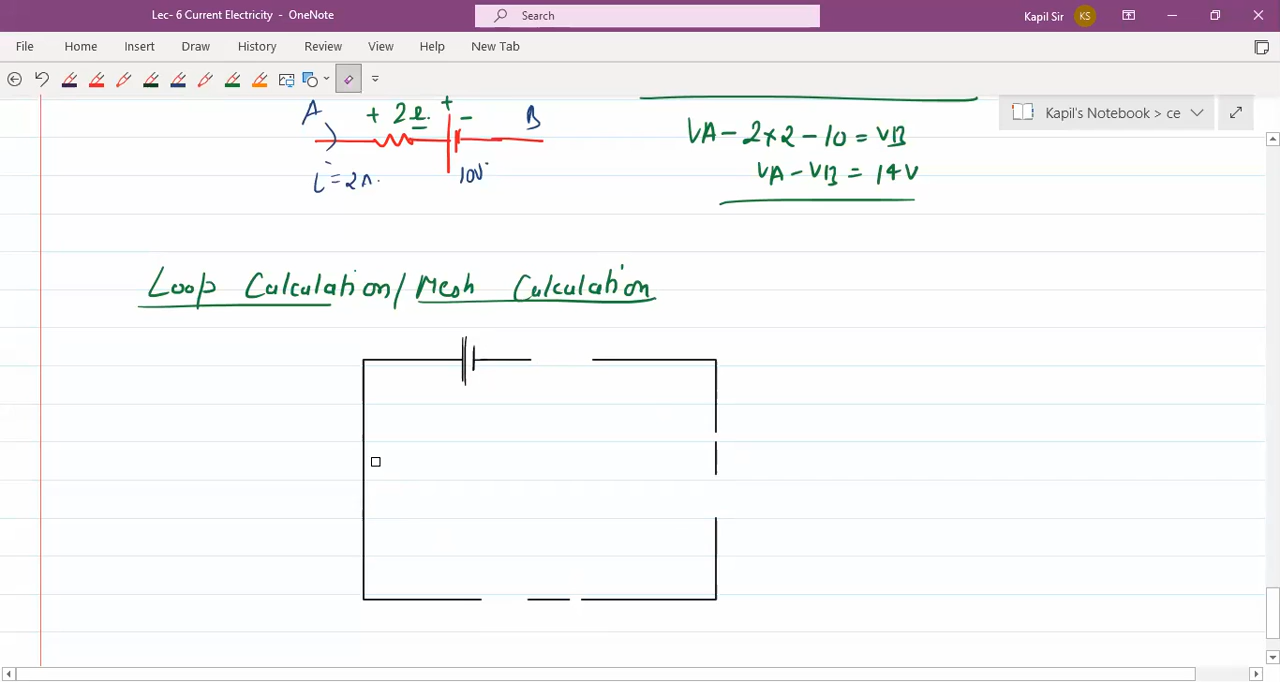 Lec- 6 Current Electricity - OneNote
Search
Kapil Sir KS
File Home Insert Draw History Review View Help New Tab
Kapil's Notebook > ce
A + 2Ω + - B
i = 2A 10V
VA - 2×2 - 10 = VB
VA - VB = 14V
Loop Calculation/Mesh Calculation